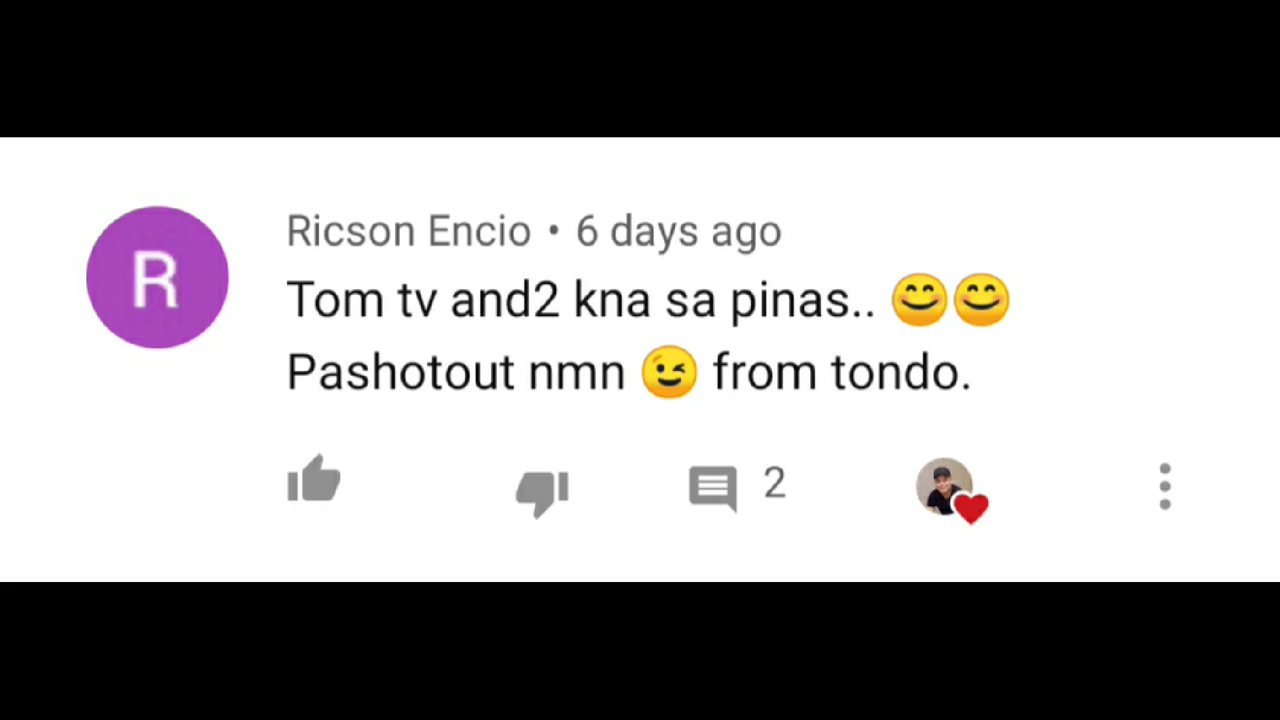 R
Ricson Encio • 6 days ago
Tom tv and2 kna sa pinas.. 😊😊
Pashotout nmn 😉 from tondo.
2